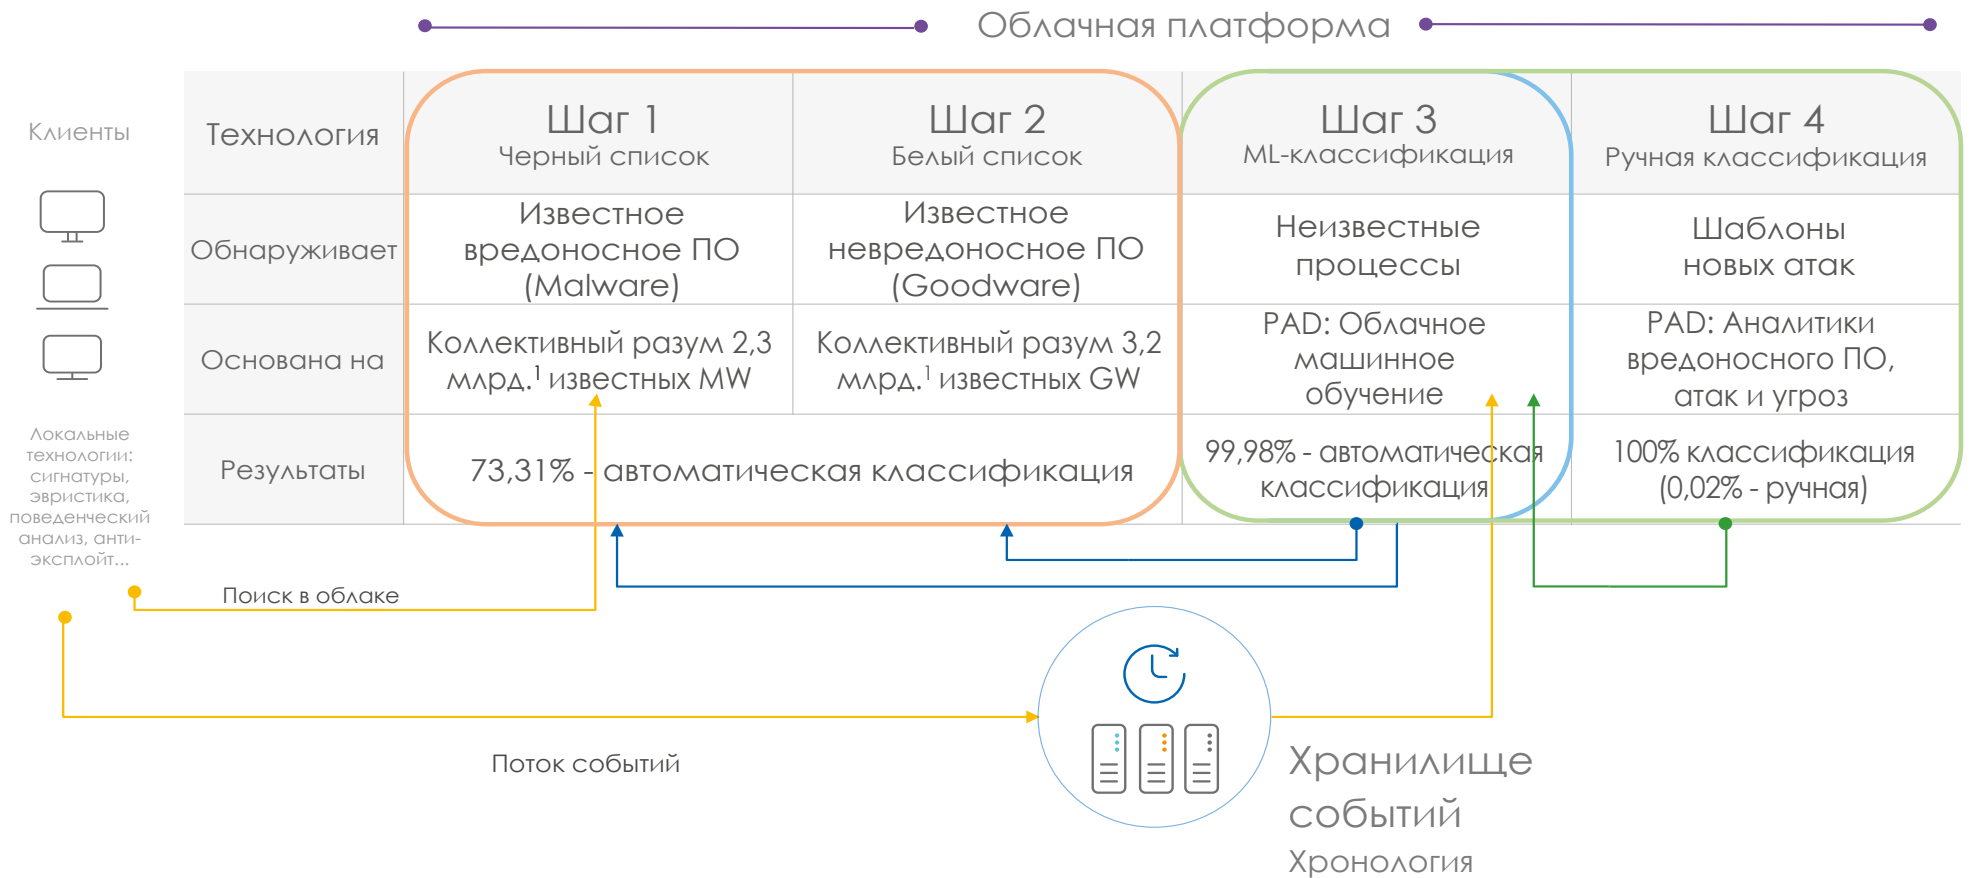 Облачная платформа
Клиенты
Технология
Шаг 1
Черный список
Шаг 2
Белый список
Шаг 3
ML-классификация
Шаг 4
Ручная классификация
Обнаруживает
Известное
вредоносное ПО
(Malware)
Известное
невредоносное ПО
(Goodware)
Неизвестные
процессы
Шаблоны
новых атак
Основана на
Коллективный разум 2,3
млрд.¹ известных MW
Коллективный разум 3,2
млрд.¹ известных GW
PAD: Облачное
машинное
обучение
PAD: Аналитики
вредоносного ПО,
атак и угроз
Результаты
73,31% - автоматическая классификация
99,98% - автоматическая
классификация
100% классификация
(0,02% - ручная)
Локальные
технологии:
сигнатуры,
эвристика,
поведенческий
анализ, анти-
эксплойт...
Поиск в облаке
Поток событий
Хранилище
событий
Хронология